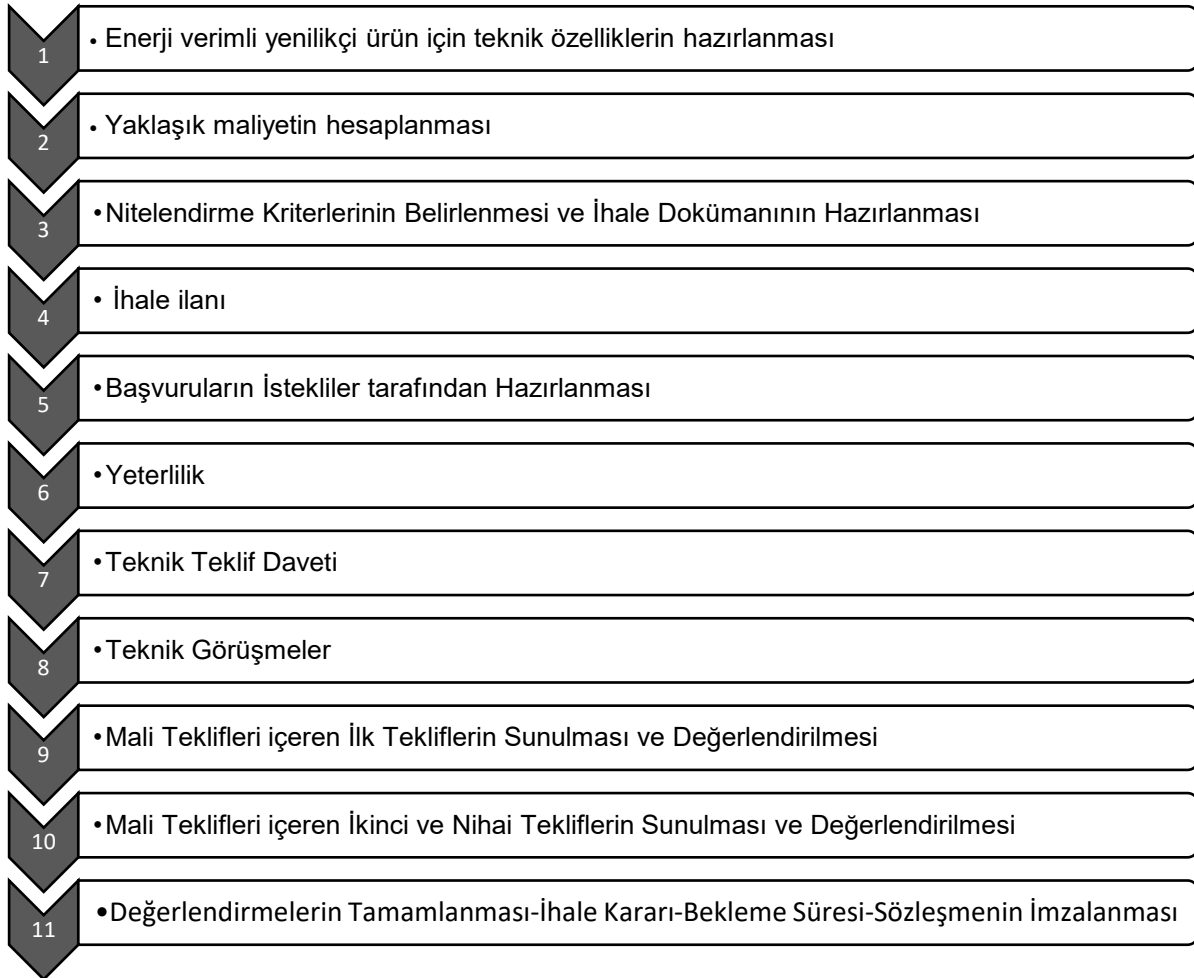 1
• Enerji verimli yenilikçi ürün için teknik özelliklerin hazırlanması
2
• Yaklaşık maliyetin hesaplanması
3
•Nitelendirme Kriterlerinin Belirlenmesi ve İhale Dokümanının Hazırlanması
4
• İhale ilanı
5
•Başvuruların İstekliler tarafından Hazırlanması
6
•Yeterlilik
7
•Teknik Teklif Daveti
8
•Teknik Görüşmeler
9
•Mali Teklifleri içeren İlk Tekliflerin Sunulması ve Değerlendirilmesi
10
•Mali Teklifleri içeren İkinci ve Nihai Tekliflerin Sunulması ve Değerlendirilmesi
11
•Değerlendirmelerin Tamamlanması-İhale Kararı-Bekleme Süresi-Sözleşmenin İmzalanması